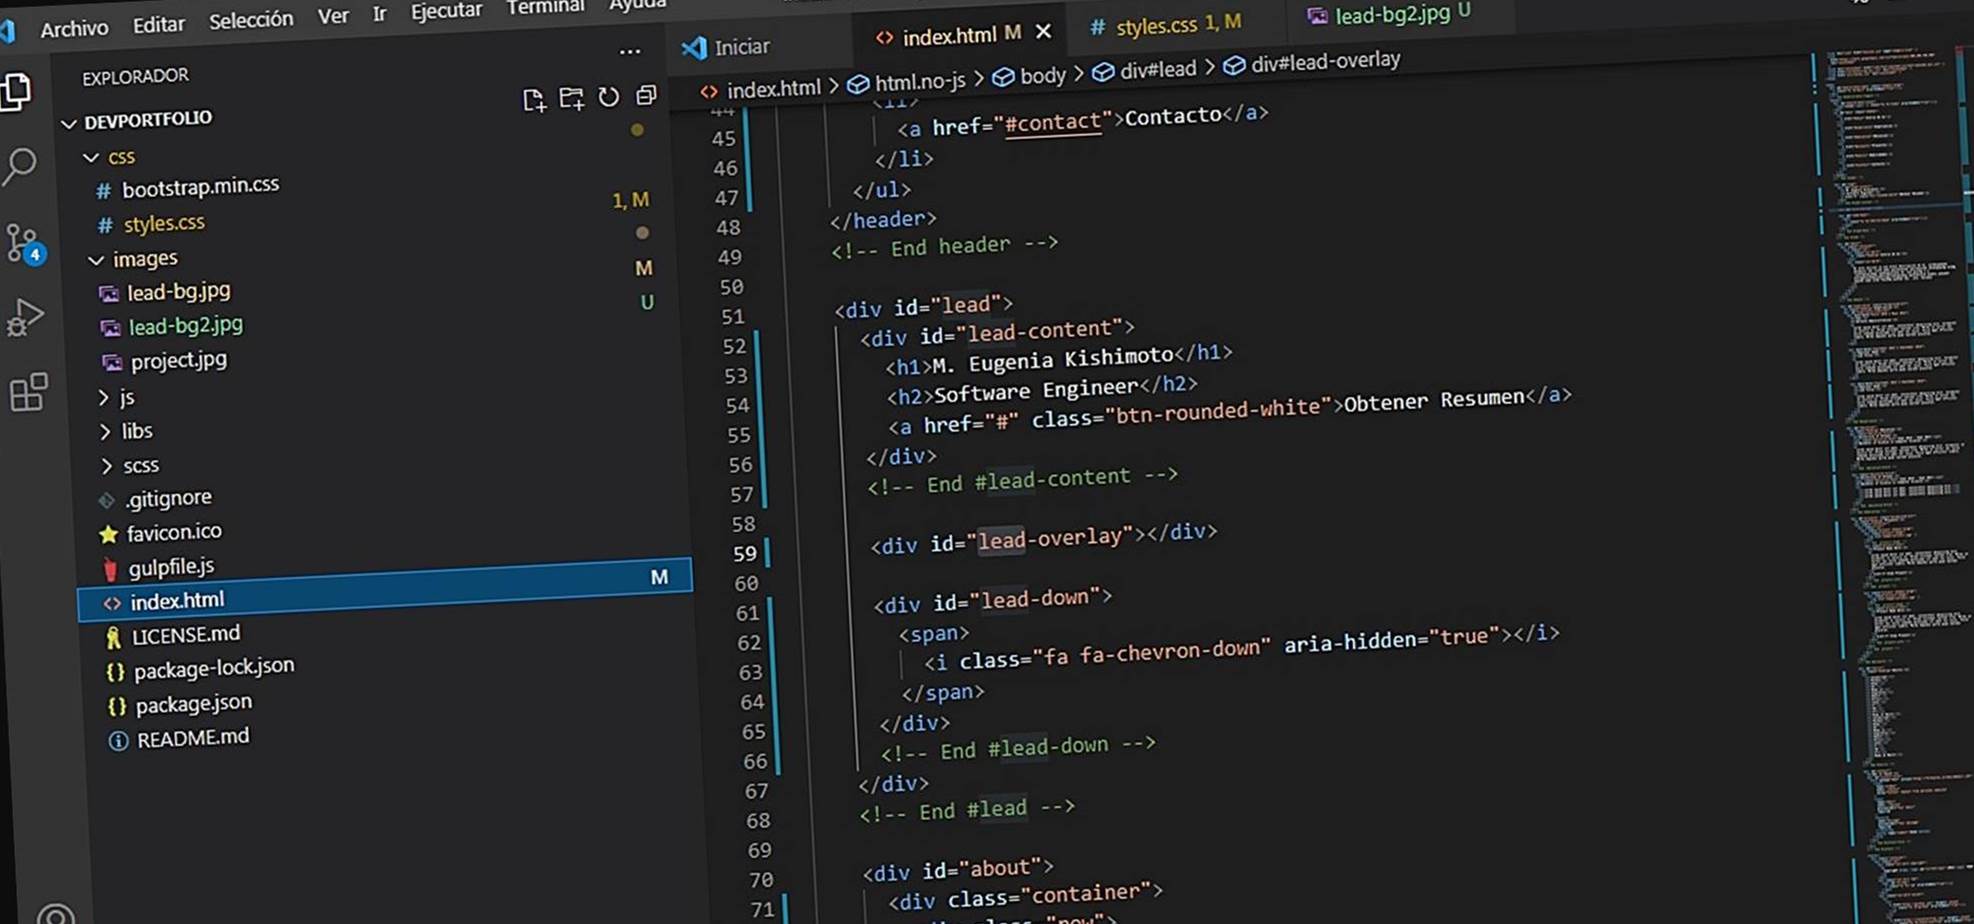 Archivo Editar Selección Ver Ir Ejecutar Terminal Ayuda
EXPLORADOR
DEVPORTFOLIO
css
# bootstrap.min.css
# styles.css 1, M
images
lead-bg.jpg M
lead-bg2.jpg U
project.jpg
js
libs
scss
.gitignore
favicon.ico
gulpfile.js
<> index.html M
LICENSE.md
{} package-lock.json
{} package.json
README.md
4
Iniciar
<> index.html M
# styles.css 1, M
lead-bg2.jpg U
<> index.html > html.no-js > body > div#lead > div#lead-overlay
44 <li>
45 <a href="#contact">Contacto</a>
46 </li>
47 </ul>
48 </header>
49 <!-- End header -->
50
51 <div id="lead">
52 <div id="lead-content">
53 <h1>M. Eugenia Kishimoto</h1>
54 <h2>Software Engineer</h2>
55 <a href="#" class="btn-rounded-white">Obtener Resumen</a>
56 </div>
57 <!-- End #lead-content -->
58
59 <div id="lead-overlay"></div>
60
61 <div id="lead-down">
62 <span>
63 <i class="fa fa-chevron-down" aria-hidden="true"></i>
64 </span>
65 </div>
66 <!-- End #lead-down -->
67 </div>
68 <!-- End #lead -->
69
70 <div id="about">
71 <div class="container">